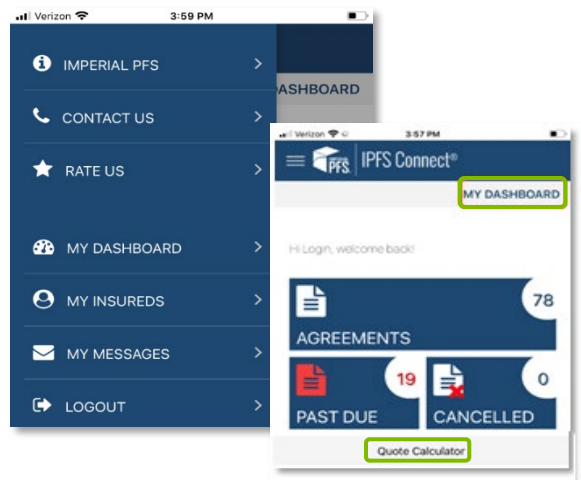 Verizon 3:59 PM
IMPERIAL PFS
CONTACT US
RATE US
MY DASHBOARD
MY INSUREDS
MY MESSAGES
LOGOUT
ASHBOARD
Verizon 3:57 PM
PFS. IPFS Connect®
MY DASHBOARD
Hi Login, welcome back!
78
AGREEMENTS
19
PAST DUE
0
CANCELLED
Quote Calculator